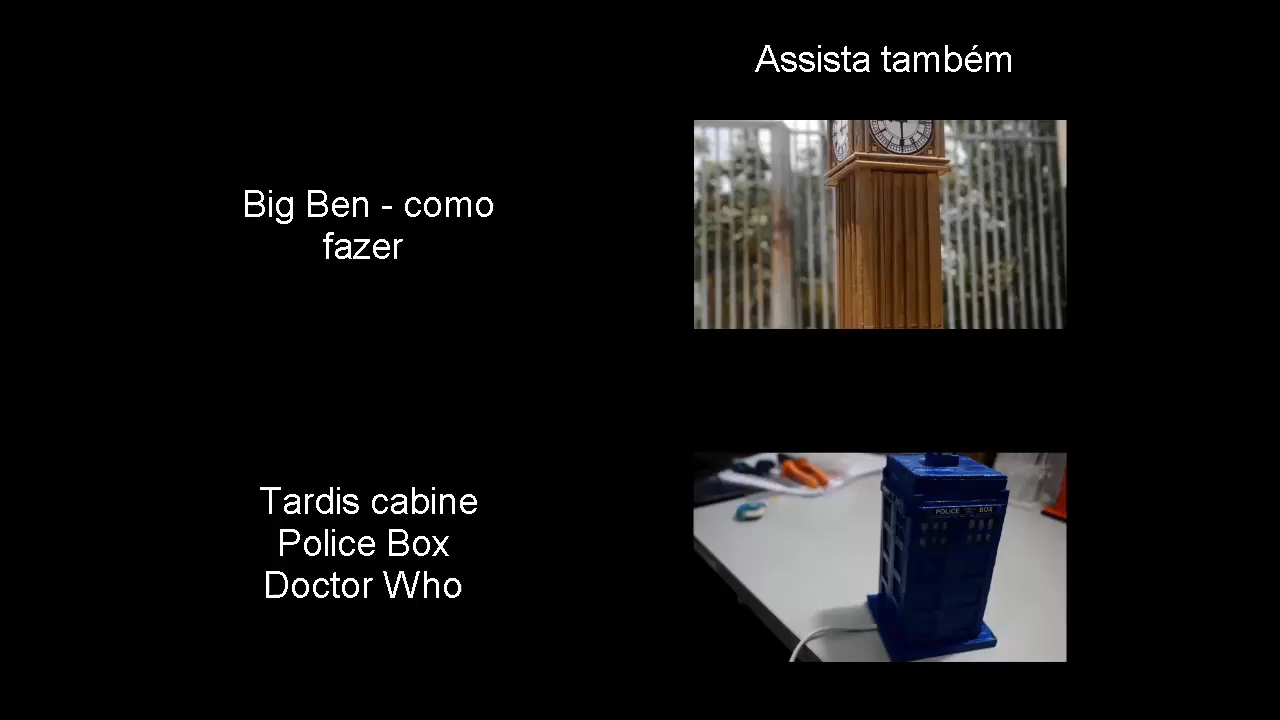 Assista também
Big Ben - como
fazer
Tardis cabine
Police Box
Doctor Who
POLICE BOX